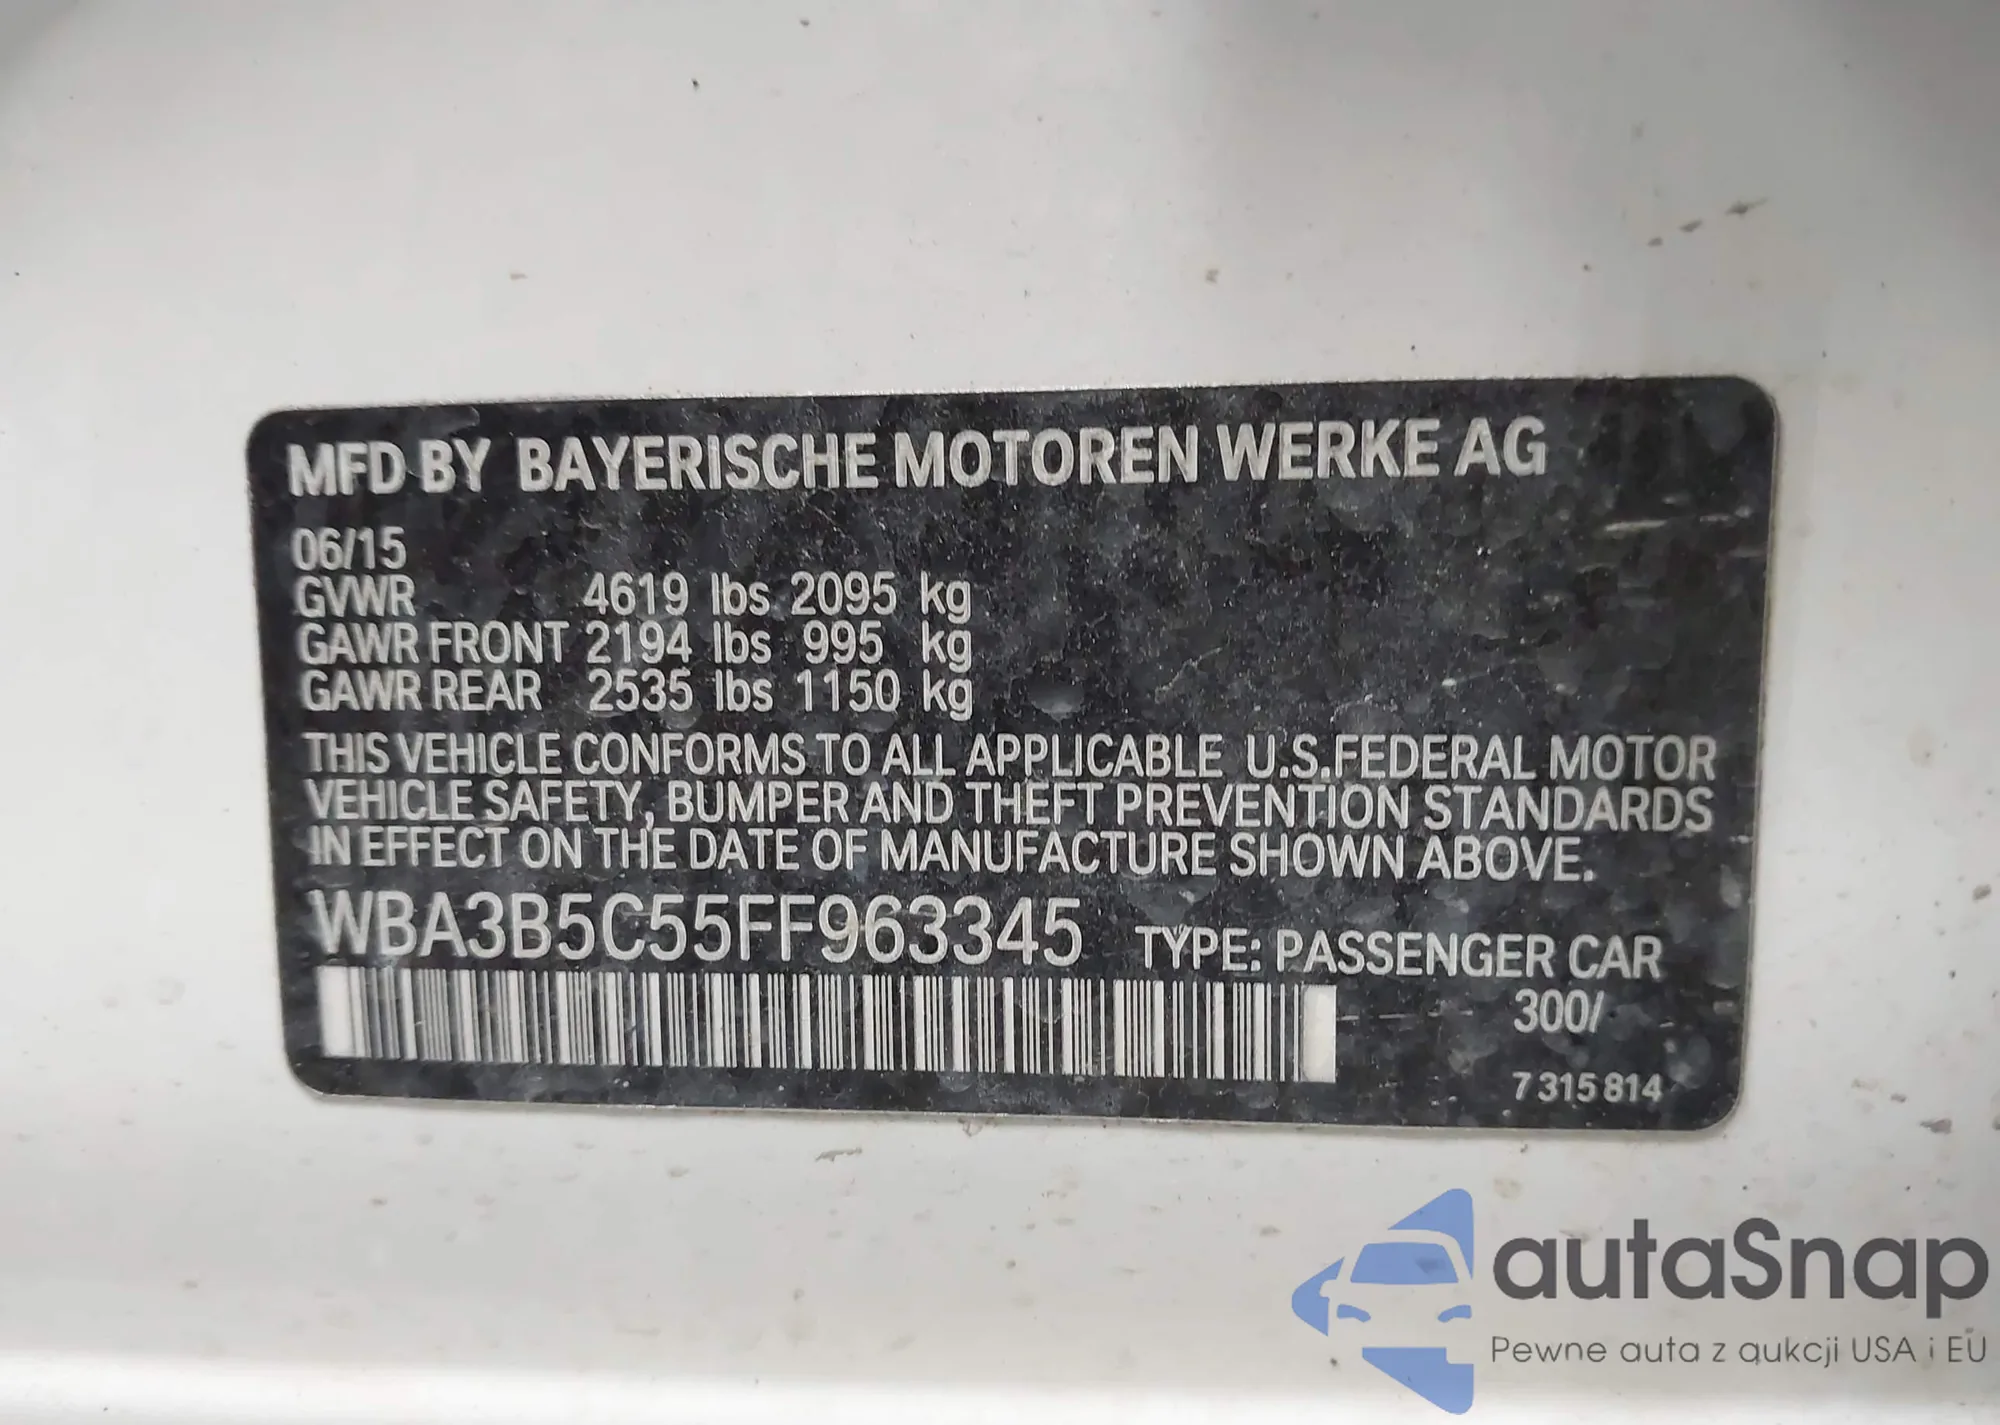 MFD BY BAYERISCHE MOTOREN WERKE AG
06/15
GVWR 4619 lbs 2095 kg
GAWR FRONT 2194 lbs 995 kg
GAWR REAR 2535 lbs 1150 kg
THIS VEHICLE CONFORMS TO ALL APPLICABLE U.S.FEDERAL MOTOR
VEHICLE SAFETY, BUMPER AND THEFT PREVENTION STANDARDS
IN EFFECT ON THE DATE OF MANUFACTURE SHOWN ABOVE.
WBA3B5C55FF963345 TYPE: PASSENGER CAR
300/
7 315 814
autaSnap
Pewne auta z aukcji USA i EU